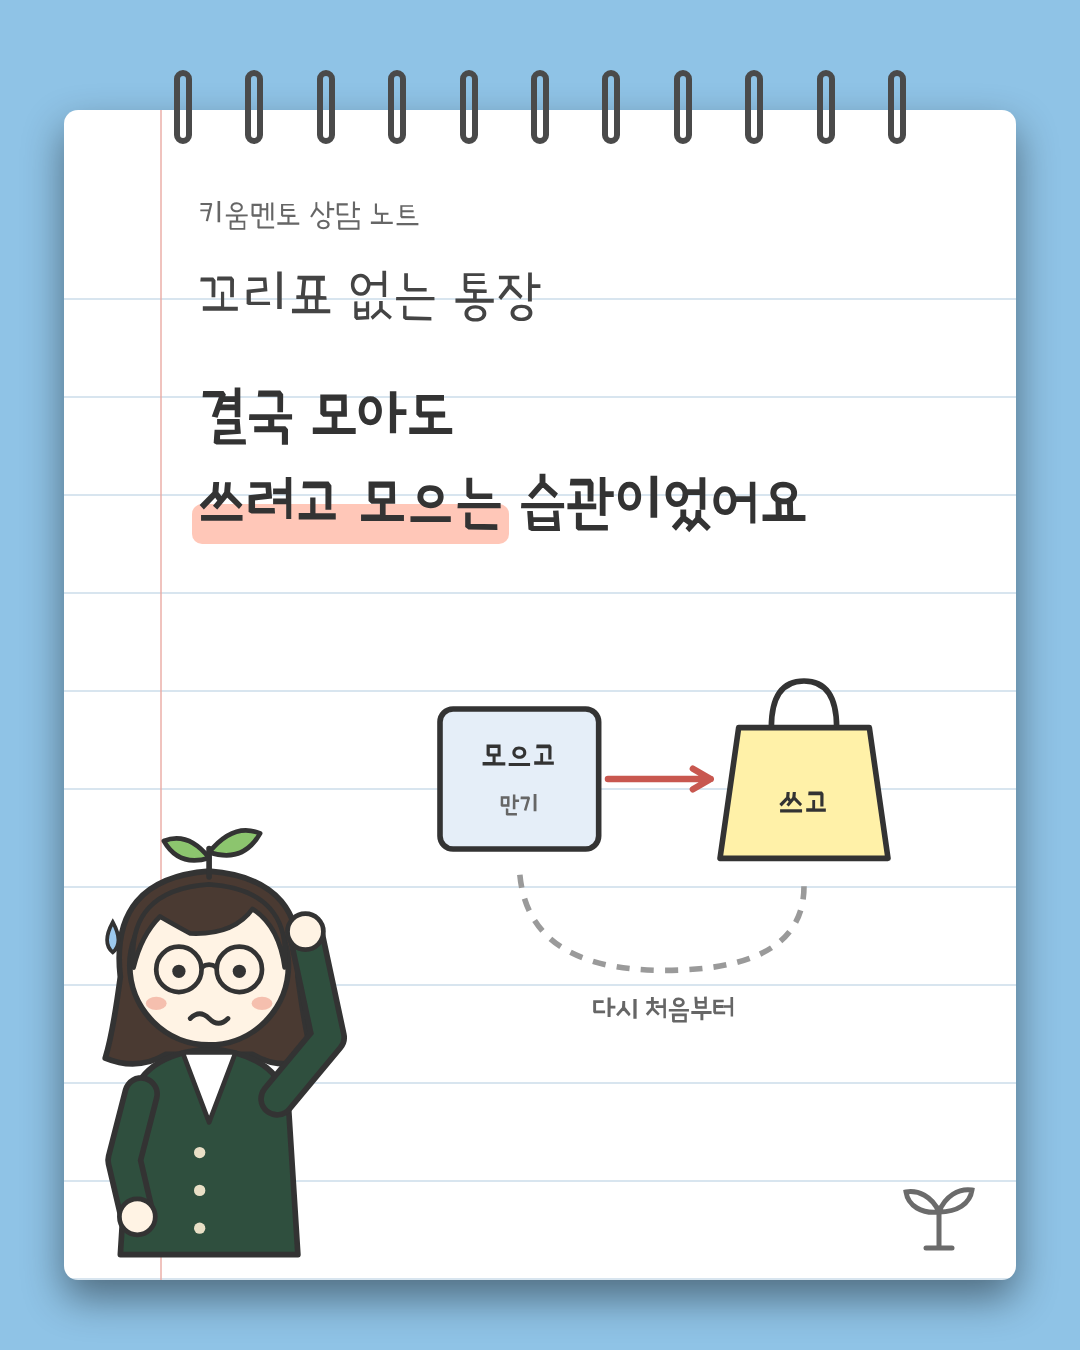 키움멘토 상담 노트
꼬리표 없는 통장
결국 모아도
쓰려고 모으는 습관이었어요
모으고
만기
쓰고
다시 처음부터